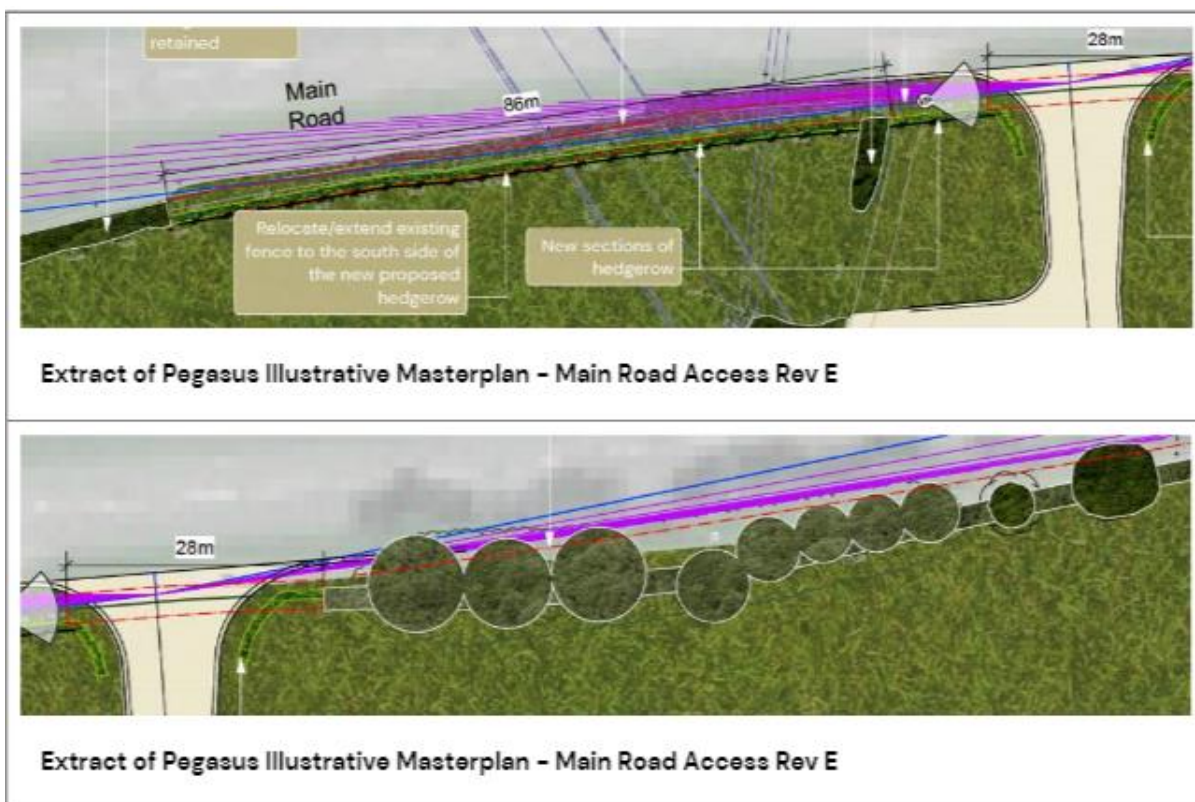 retained
28m
Main
Road
86m
Relocate/extend existing
fence to the south side of
the new proposed
hedgerow
New sections of
hedgerow
Extract of Pegasus Illustrative Masterplan – Main Road Access Rev E
28m
Extract of Pegasus Illustrative Masterplan – Main Road Access Rev E